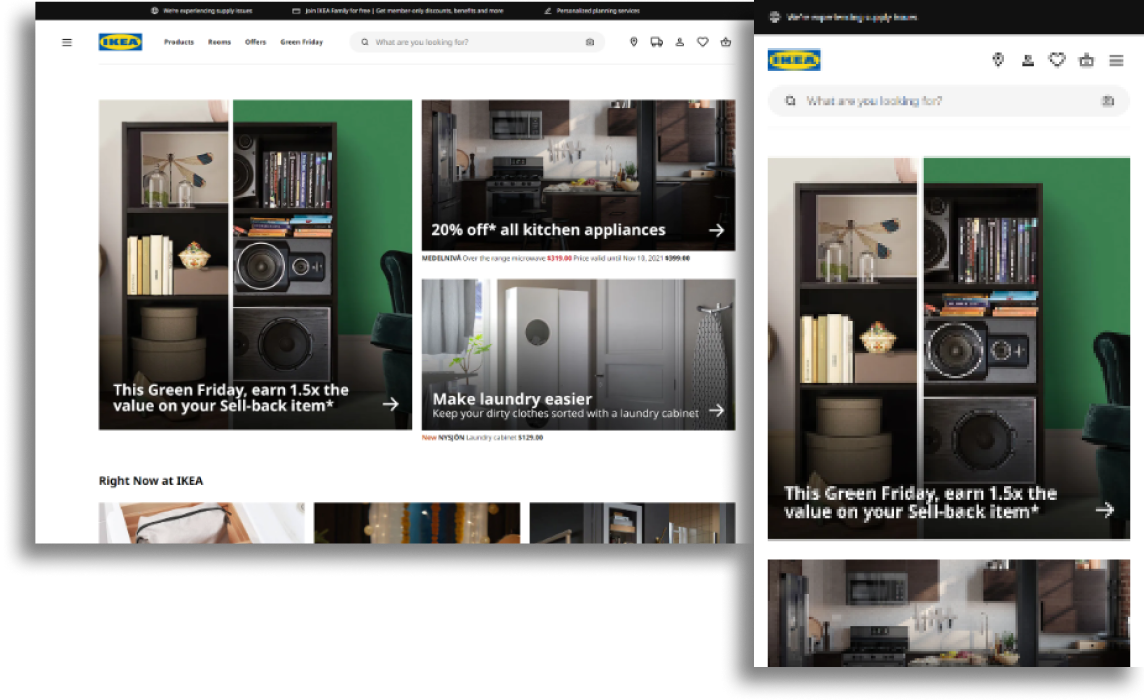 We're experiencing supply issues
Join IKEA Family for free | Get member-only discounts, benefits and more
Personalized planning services
IKEA
Products
Rooms
Offers
Green Friday
What are you looking for?
This Green Friday, earn 1.5x the
value on your Sell-back item*
20% off* all kitchen appliances
MEDELNIVÅ Over the range microwave $319.00 Price valid until Nov 10, 2021 $399.00
Make laundry easier
Keep your dirty clothes sorted with a laundry cabinet
New NYSJÖN Laundry cabinet $129.00
Right Now at IKEA
We're experiencing supply issues
IKEA
What are you looking for?
This Green Friday, earn 1.5x the
value on your Sell-back item*